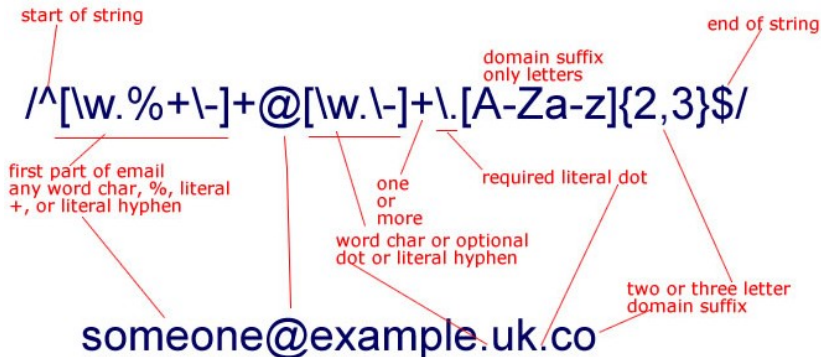 start of string
end of string
domain suffix
only letters
/^[\w.%+\-]+@[\w.\-]+\.[A-Za-z]{2,3}$/
first part of email
any word char, %, literal
+, or literal hyphen
one
or
more
required literal dot
word char or optional
dot or literal hyphen
two or three letter
domain suffix
someone@example.uk.co